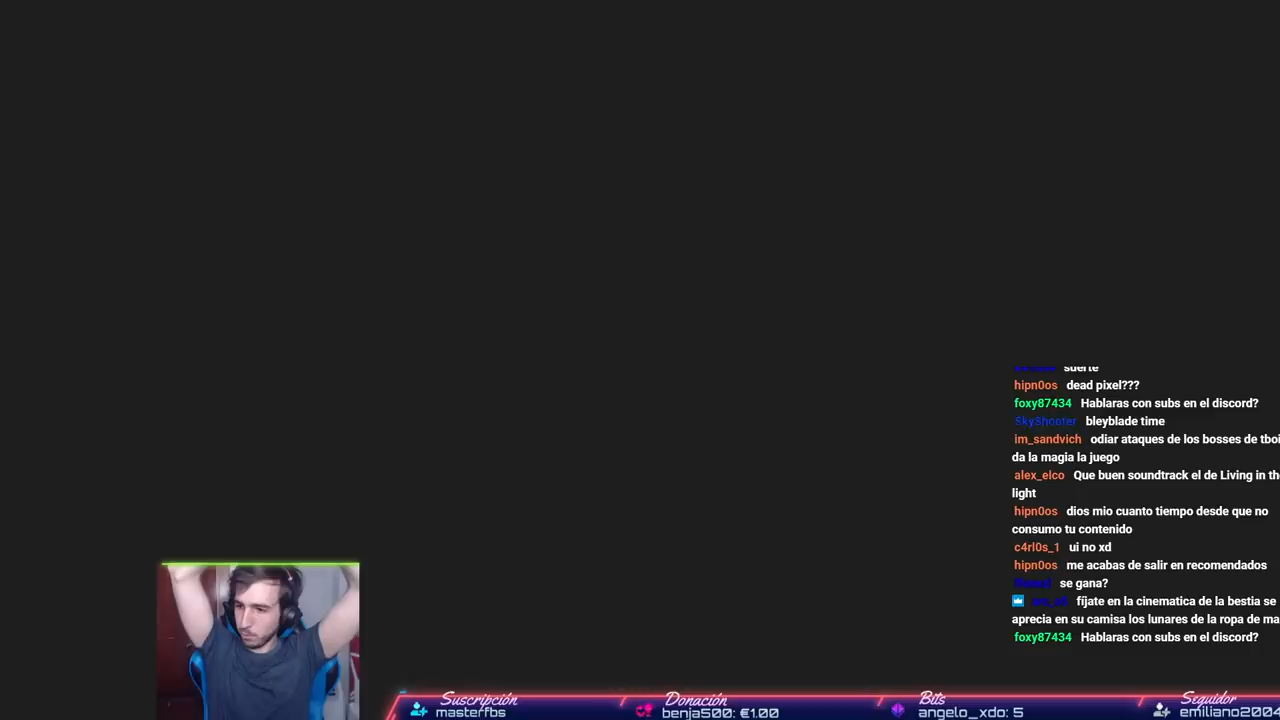 suerte
hipn0os dead pixel???
foxy87434 Hablaras con subs en el discord?
SkyShooter bleyblade time
im_sandvich odiar ataques de los bosses de tboi
da la magia la juego
alex_elco Que buen soundtrack el de Living in the
light
hipn0os dios mio cuanto tiempo desde que no
consumo tu contenido
c4rl0s_1 ui no xd
hipn0os me acabas de salir en recomendados
se gana?
fíjate en la cinematica de la bestia se
aprecia en su camisa los lunares de la ropa de ma
foxy87434 Hablaras con subs en el discord?
Suscripción Donación Bits Seguidor
masterfbs benja500: €1.00 angelo_xdo: 5 emiliano2004